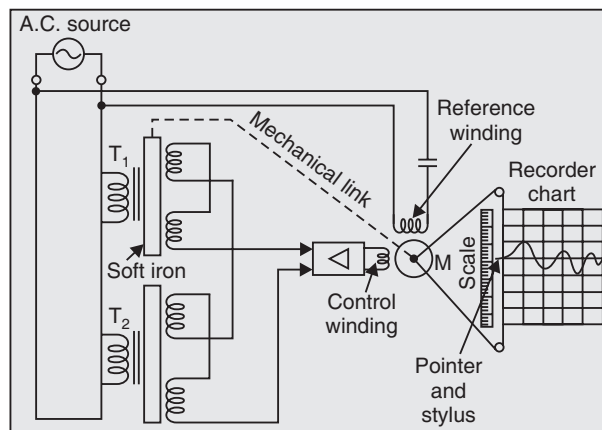 A.C. source
T1
Mechanical link
Reference
winding
Recorder
chart
Soft iron
M
Scale
Control
winding
T2
Pointer
and
stylus